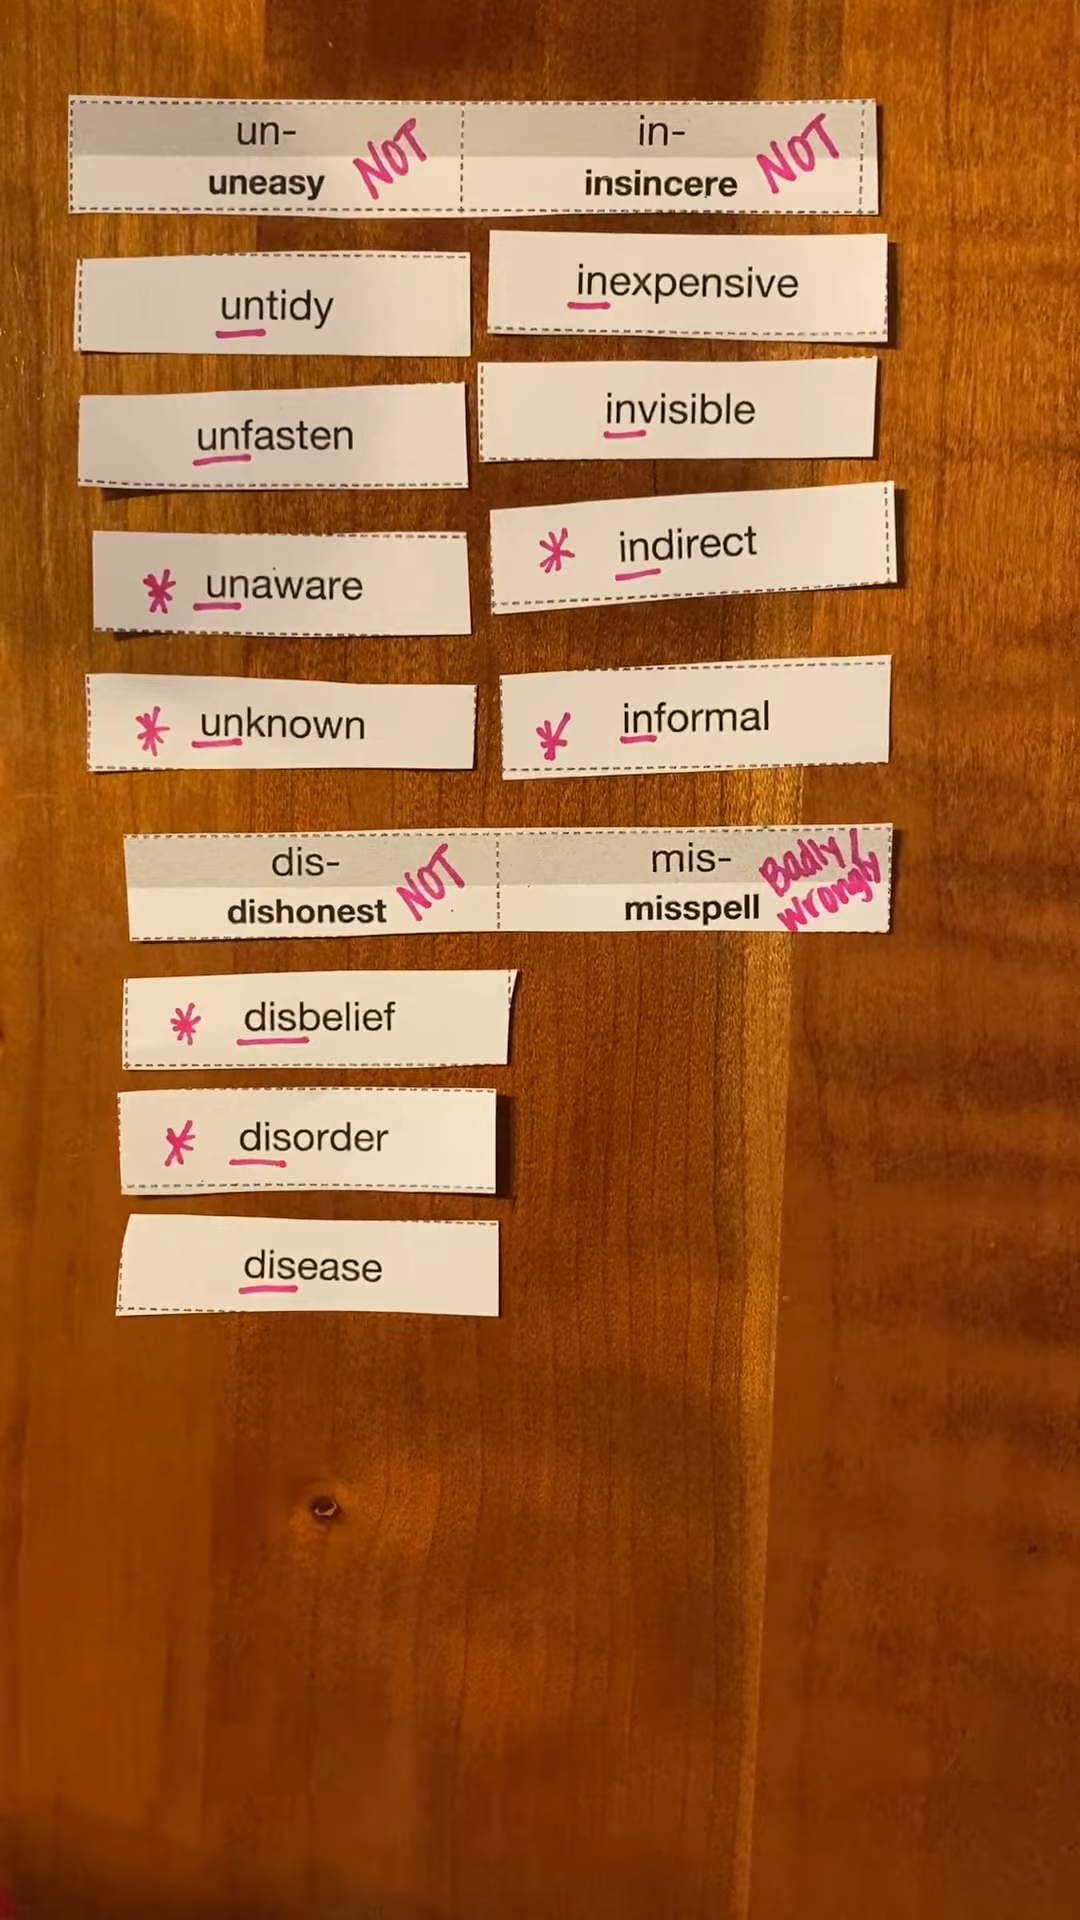 un- NOT
uneasy
in- NOT
insincere
untidy
inexpensive
unfasten
invisible
* unaware
* indirect
* unknown
* informal
dis- NOT
dishonest
mis- Badly/
misspell wrongly
* disbelief
* disorder
disease